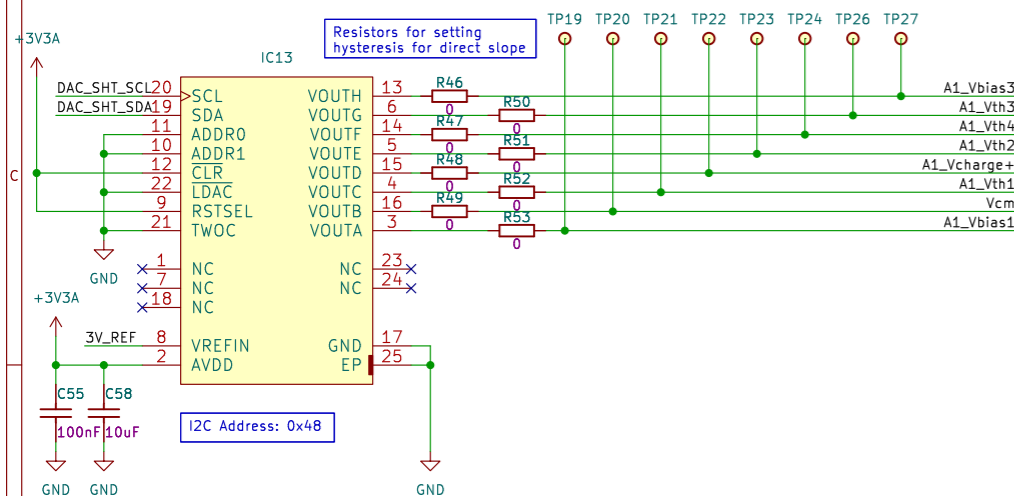 TP19 TP20 TP21 TP22 TP23 TP24 TP26 TP27
Resistors for setting
hysteresis for direct slope
+3V3A
IC13
DAC_SHT_SCL 20 SCL VOUTH 13 R46 0 A1_Vbias3
DAC_SHT_SDA 19 SDA VOUTG 6 R50 0 A1_Vth3
11 ADDR0 VOUTF 14 R47 0 A1_Vth4
10 ADDR1 VOUTE 5 R51 0 A1_Vth2
C 12 CLR VOUTD 15 R48 0 A1_Vcharge+
22 LDAC VOUTC 4 R52 0 A1_Vth1
9 RSTSEL VOUTB 16 R49 0 Vcm
21 TWOC VOUTA 3 R53 0 A1_Vbias1
GND
1 NC NC 23
7 NC NC 24
18 NC
+3V3A
3V_REF 8 VREFIN GND 17
2 AVDD EP 25
C55 C58
100nF 10uF
I2C Address: 0x48
GND GND GND